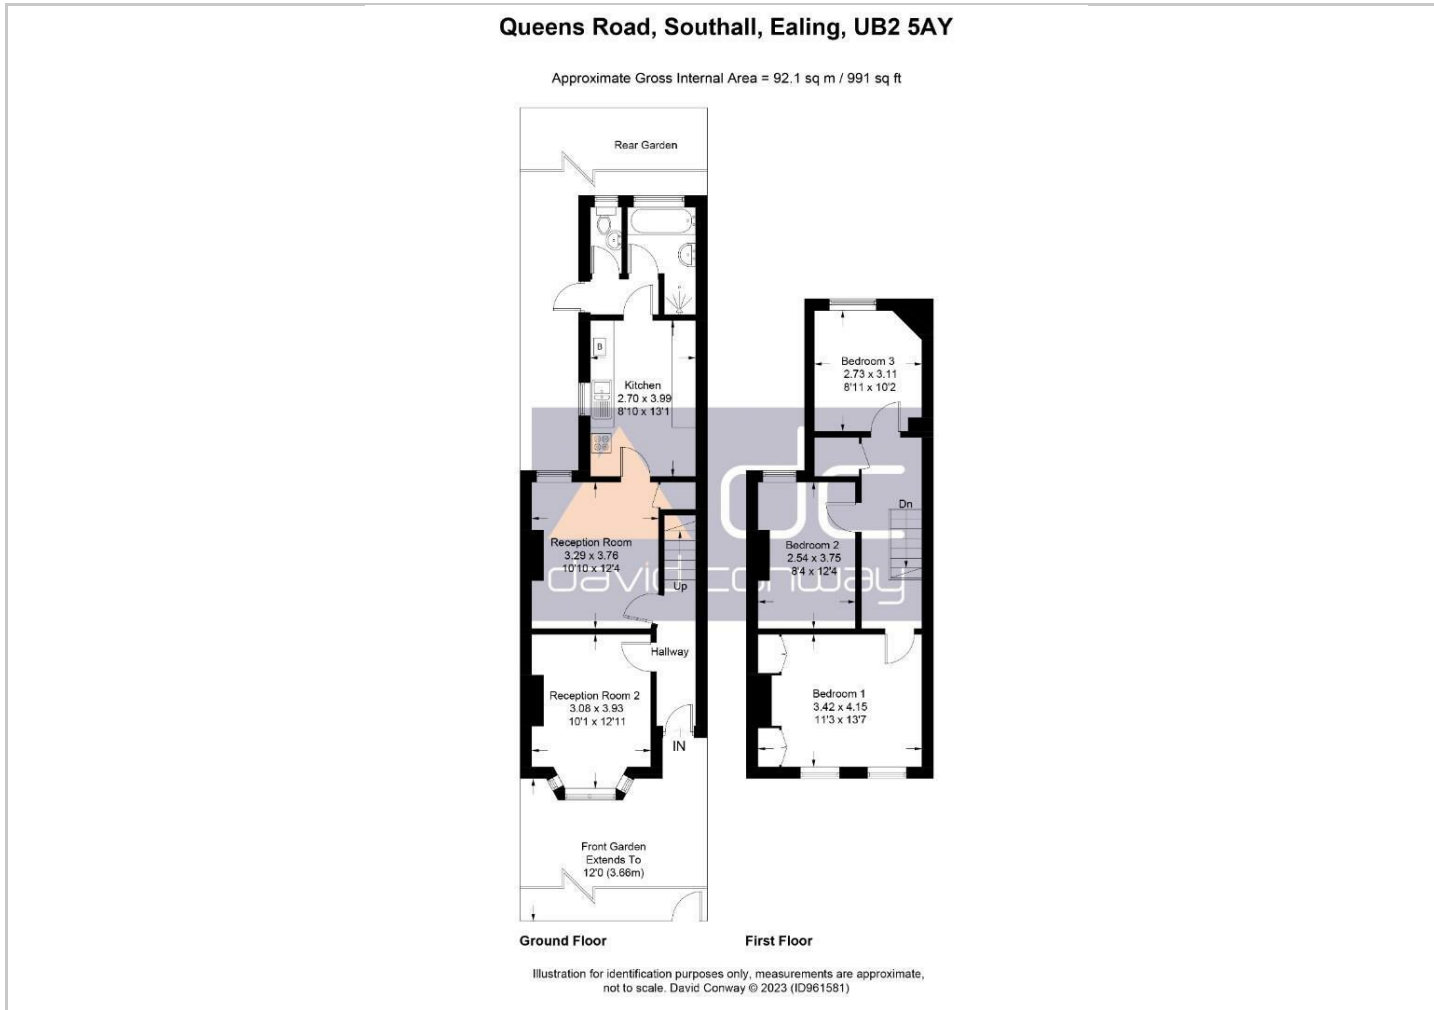 Queens Road, Southall, Ealing, UB2 5AY
Approximate Gross Internal Area = 92.1 sq m / 991 sq ft
Rear Garden
B
Kitchen
2.70 x 3.99
8'10 x 13'1
Reception Room
3.29 x 3.76
10'10 x 12'4
Up
Hallway
Reception Room 2
3.08 x 3.93
10'1 x 12'11
IN
Front Garden
Extends To
12'0 (3.66m)
Ground Floor
Bedroom 3
2.73 x 3.11
8'11 x 10'2
Dn
Bedroom 2
2.54 x 3.75
8'4 x 12'4
Bedroom 1
3.42 x 4.15
11'3 x 13'7
First Floor
dc
david conway
Illustration for identification purposes only, measurements are approximate,
not to scale. David Conway © 2023 (ID961581)